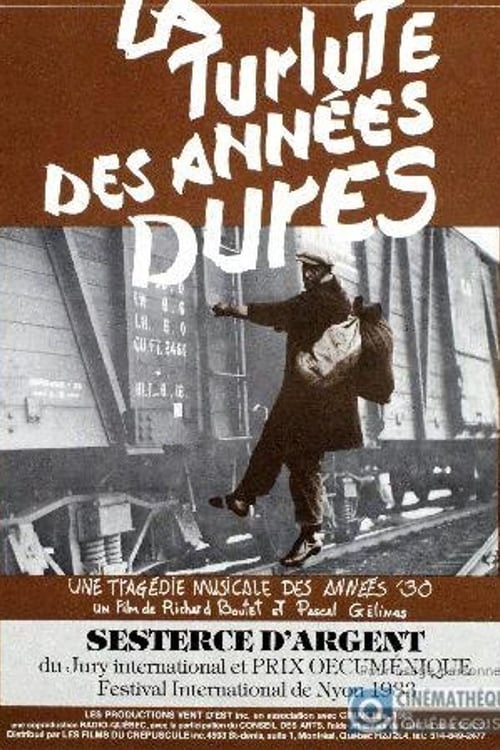 LA
TURLUTE
DES ANNÉES
DURES
UNE TRAGÉDIE MUSICALE DES ANNÉES '30
UN Film de Richard Boutet et Pascal Gélinas
SESTERCE D'ARGENT
du Jury international et PRIX OECUMÉNIQUE
Festival International de Nyon 1983
LES PRODUCTIONS VENT D'EST inc. en association avec
une coproduction RADIO-QUÉBEC, avec la participation du CONSEIL DES ARTS,
Distribué par LES FILMS DU CRÉPUSCULE inc. 4503 St-denis, suite 1, Montréal, Québec H2J 2L4, tél.: 514-849-2477
CINÉMATHÈQ
QUÉBÉCOIS